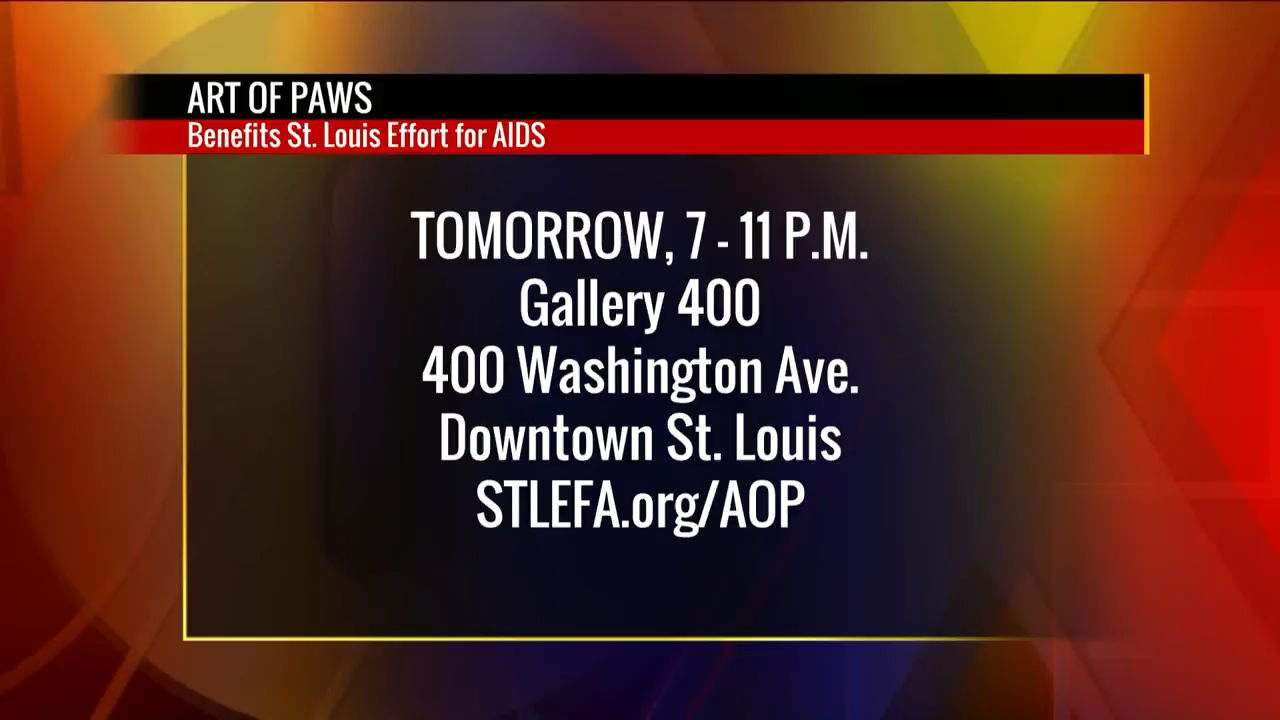 ART OF PAWS
Benefits St. Louis Effort for AIDS
TOMORROW, 7 - 11 P.M.
Gallery 400
400 Washington Ave.
Downtown St. Louis
STLEFA.org/AOP